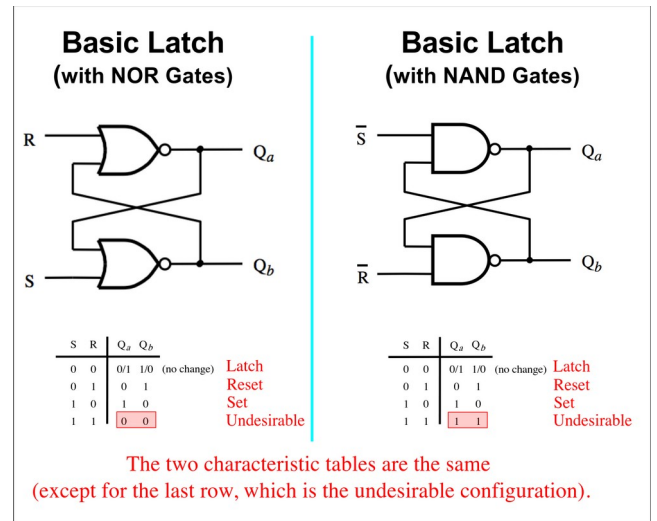 Basic Latch
(with NOR Gates)
R
Qa
Qb
S
S R Qa Qb
0 0 0/1 1/0 (no change) Latch
0 1 0 1 Reset
1 0 1 0 Set
1 1 0 0 Undesirable
Basic Latch
(with NAND Gates)
S̅
Qa
Qb
R̅
S R Qa Qb
0 0 0/1 1/0 (no change) Latch
0 1 0 1 Reset
1 0 1 0 Set
1 1 1 1 Undesirable
The two characteristic tables are the same
(except for the last row, which is the undesirable configuration).